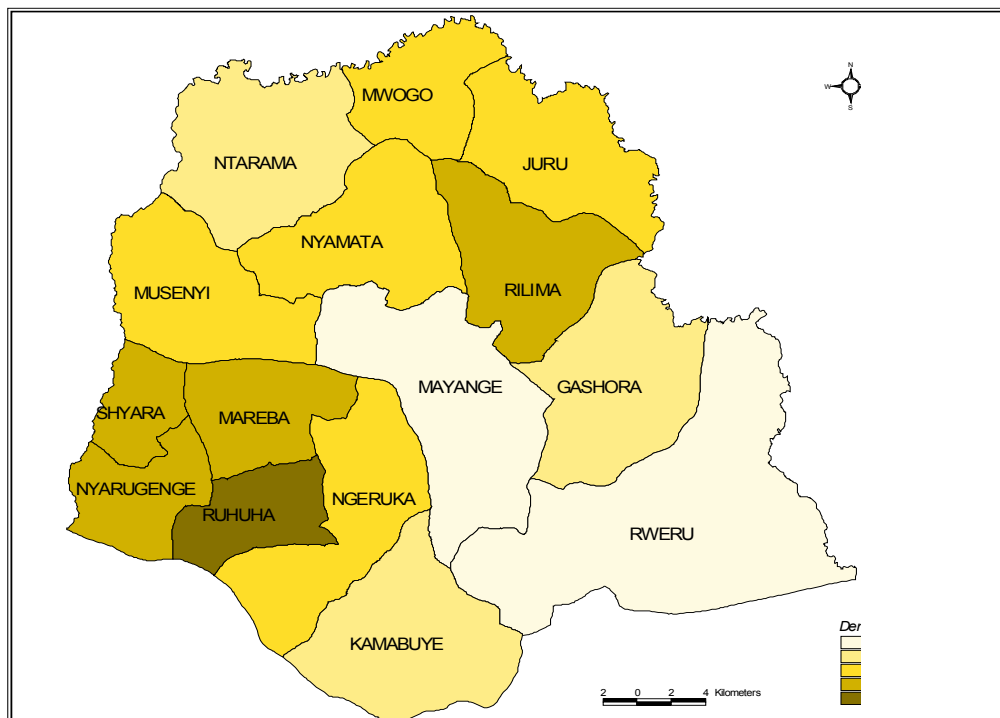 N
W
S
MWOGO
NTARAMA
JURU
NYAMATA
RILIMA
MUSENYI
MAYANGE
GASHORA
SHYARA
MAREBA
NYARUGENGE
NGERUKA
RUHUHA
RWERU
KAMABUYE
Der
2 0 2 4 Kilometers